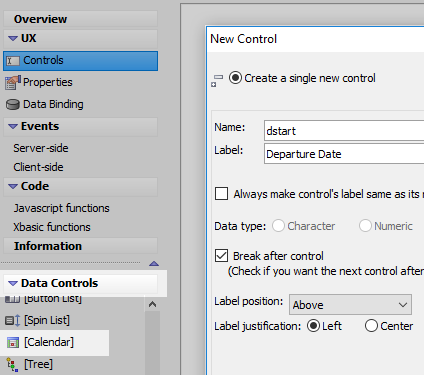 Overview
UX
Controls
Properties
Data Binding
Events
Server-side
Client-side
Code
Javascript functions
Xbasic functions
Information
Data Controls
[Button List]
[Spin List]
[Calendar]
[Tree]
New Control
Create a single new control
Name: dstart
Label: Departure Date
Always make control's label same as its
Data type: Character Numeric
Break after control
(Check if you want the next control after
Label position: Above
Label justification: Left Center